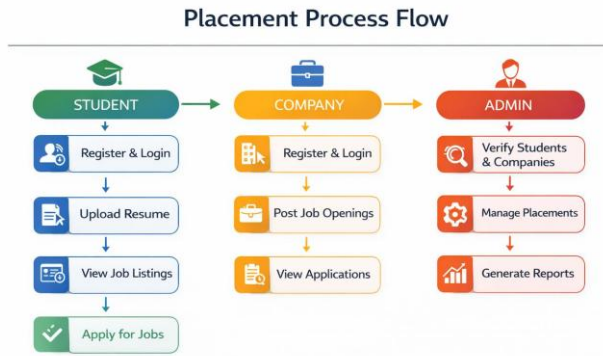 Placement Process Flow
STUDENT
Register & Login
Upload Resume
View Job Listings
Apply for Jobs
COMPANY
Register & Login
Post Job Openings
View Applications
ADMIN
Verify Students
& Companies
Manage Placements
Generate Reports